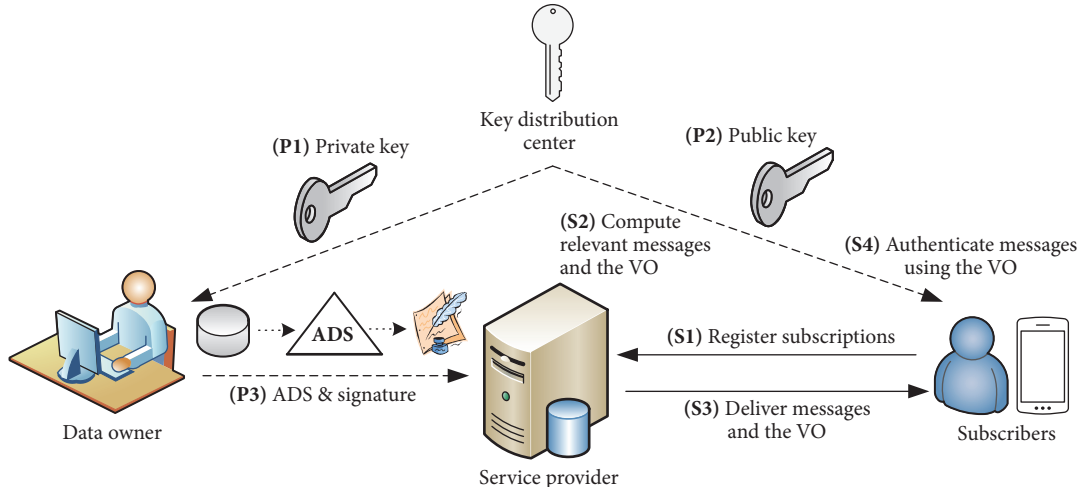 Key distribution
center
(P1) Private key
(P2) Public key
(S2) Compute
relevant messages
and the VO
(S4) Authenticate messages
using the VO
ADS
(P3) ADS & signature
(S1) Register subscriptions
(S3) Deliver messages
and the VO
Data owner
Service provider
Subscribers